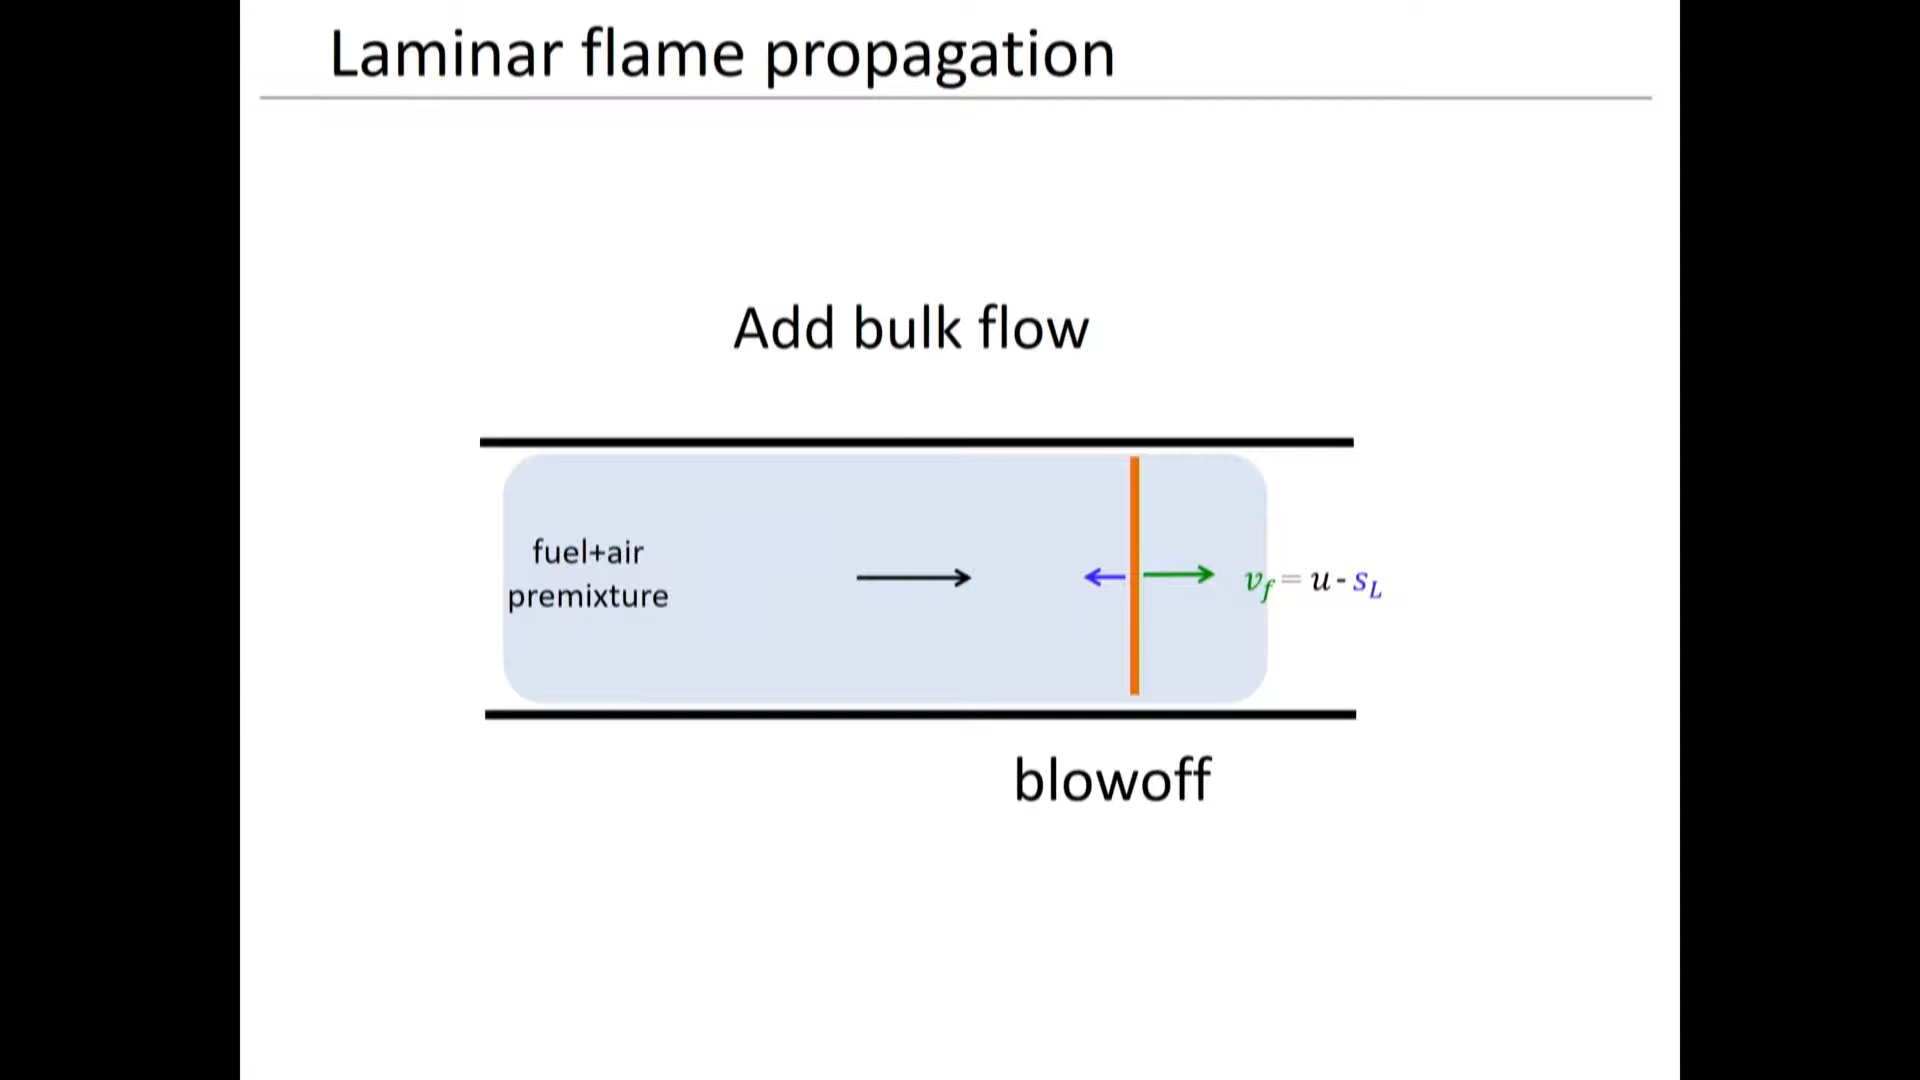 Laminar flame propagation
Add bulk flow
fuel+air
premixture
v_f = u - s_L
blowoff